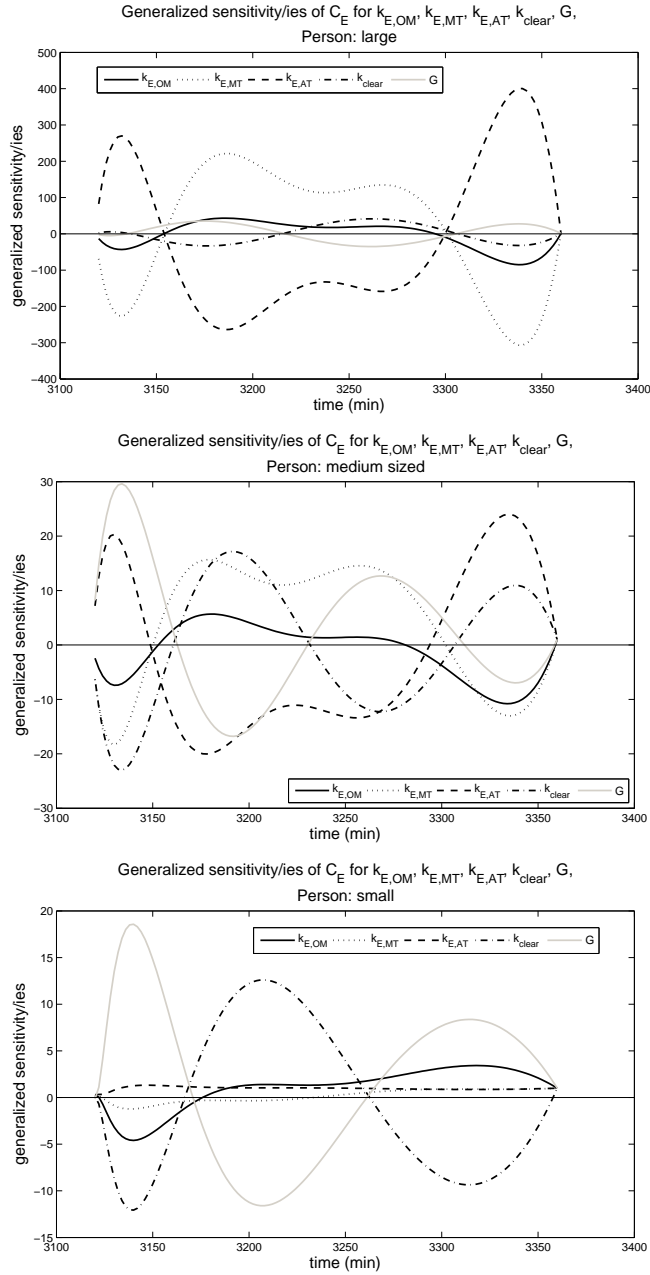 Generalized sensitivity/ies of C_E for k_E,OM, k_E,MT, k_E,AT, k_clear, G,
Person: large
500
400
300
200
100
0
−100
−200
−300
−400
generalized sensitivity/ies
k_E,OM k_E,MT k_E,AT k_clear G
3100 3150 3200 3250 3300 3350 3400
time (min)
Generalized sensitivity/ies of C_E for k_E,OM, k_E,MT, k_E,AT, k_clear, G,
Person: medium sized
30
20
10
0
−10
−20
−30
generalized sensitivity/ies
k_E,OM k_E,MT k_E,AT k_clear G
3100 3150 3200 3250 3300 3350 3400
time (min)
Generalized sensitivity/ies of C_E for k_E,OM, k_E,MT, k_E,AT, k_clear, G,
Person: small
20
15
10
5
0
−5
−10
−15
generalized sensitivity/ies
k_E,OM k_E,MT k_E,AT k_clear G
3100 3150 3200 3250 3300 3350 3400
time (min)